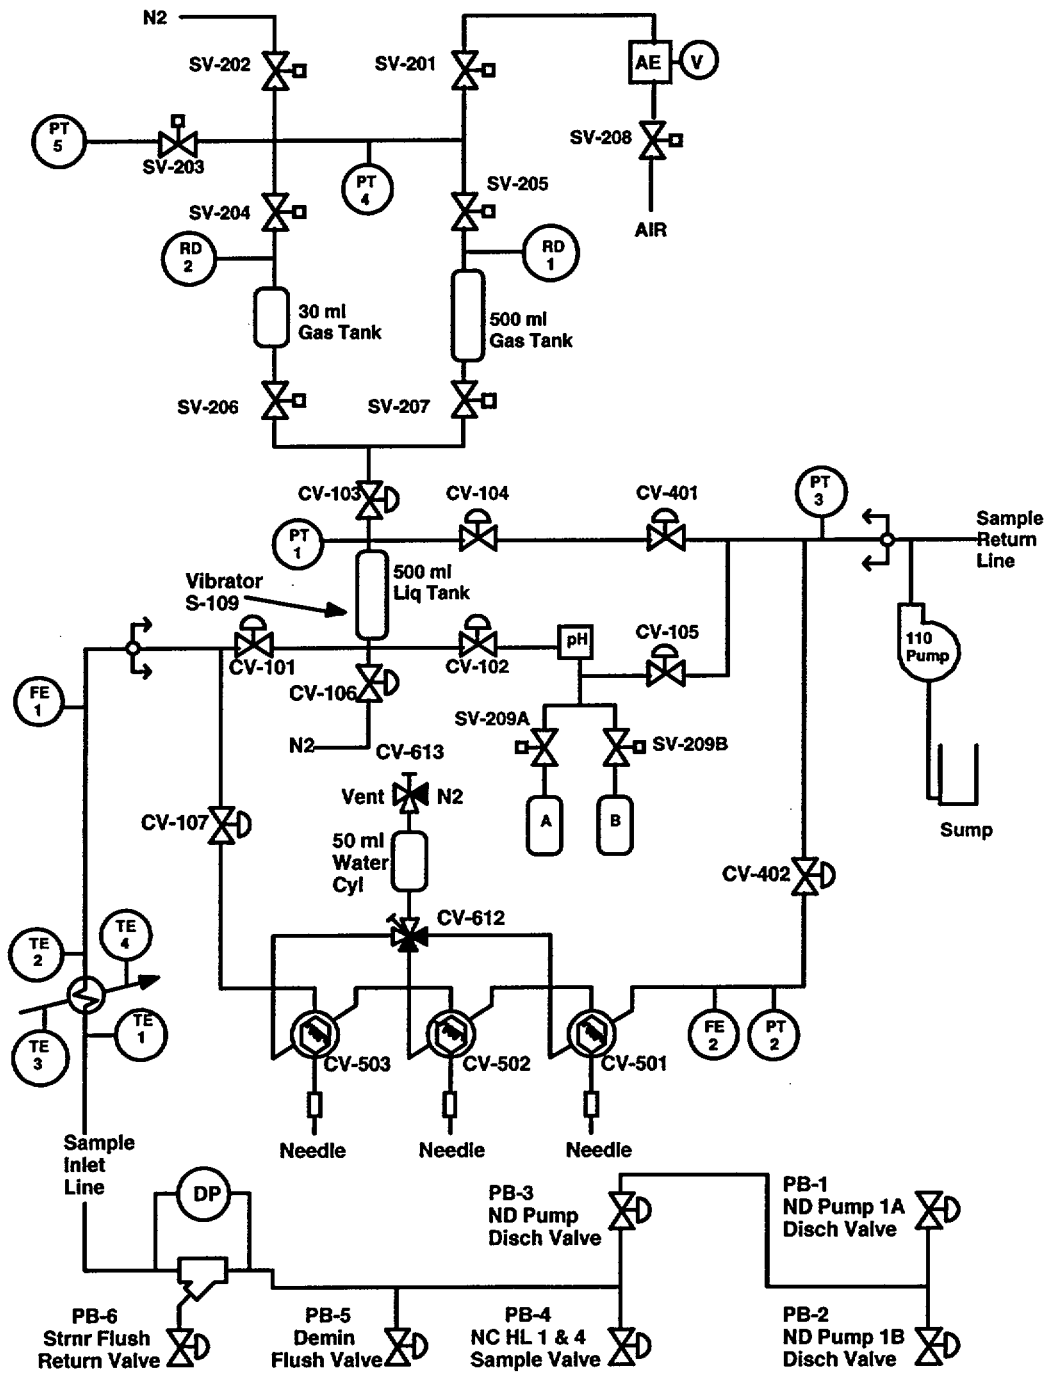 N2
SV-202
SV-201
AE
V
PT
5
SV-203
SV-208
PT
4
SV-205
SV-204
AIR
RD
2
RD
1
30 ml
Gas Tank
500 ml
Gas Tank
SV-206
SV-207
CV-103
CV-104
CV-401
PT
3
Sample
Return
Line
PT
1
500 ml
Liq Tank
Vibrator
S-109
pH
CV-105
110
Pump
CV-101
CV-102
CV-106
FE
1
SV-209A
SV-209B
N2
CV-613
Vent
N2
A
B
Sump
CV-107
50 ml
Water
Cyl
CV-402
CV-612
TE
4
TE
2
TE
1
TE
3
FE
2
PT
2
CV-503
CV-502
CV-501
Needle
Needle
Needle
Sample
Inlet
Line
DP
PB-3
ND Pump
Disch Valve
PB-1
ND Pump 1A
Disch Valve
PB-6
Strnr Flush
Return Valve
PB-5
Demin
Flush Valve
PB-4
NC HL 1 & 4
Sample Valve
PB-2
ND Pump 1B
Disch Valve